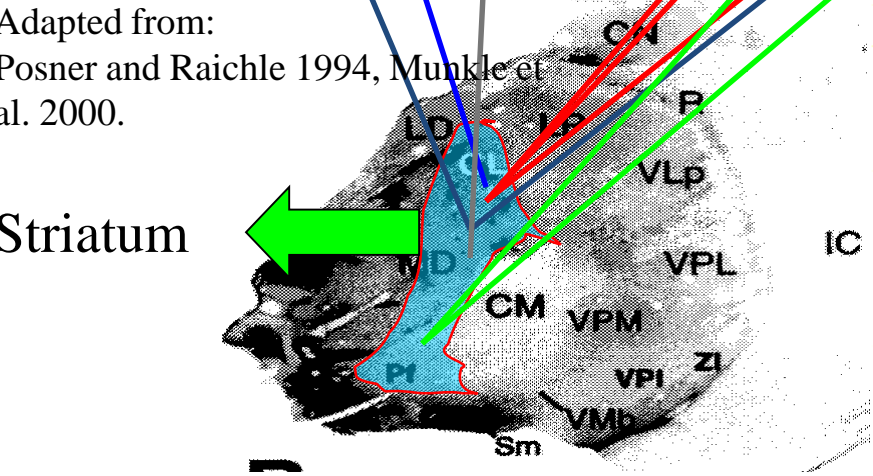 Adapted from:
Posner and Raichle 1994, Munkle et
al. 2000.
CN
R
LD
LP
CL
VLp
Striatum
IC
MD
VPL
CM
VPM
Pf
VPI
ZI
VMb
Sm